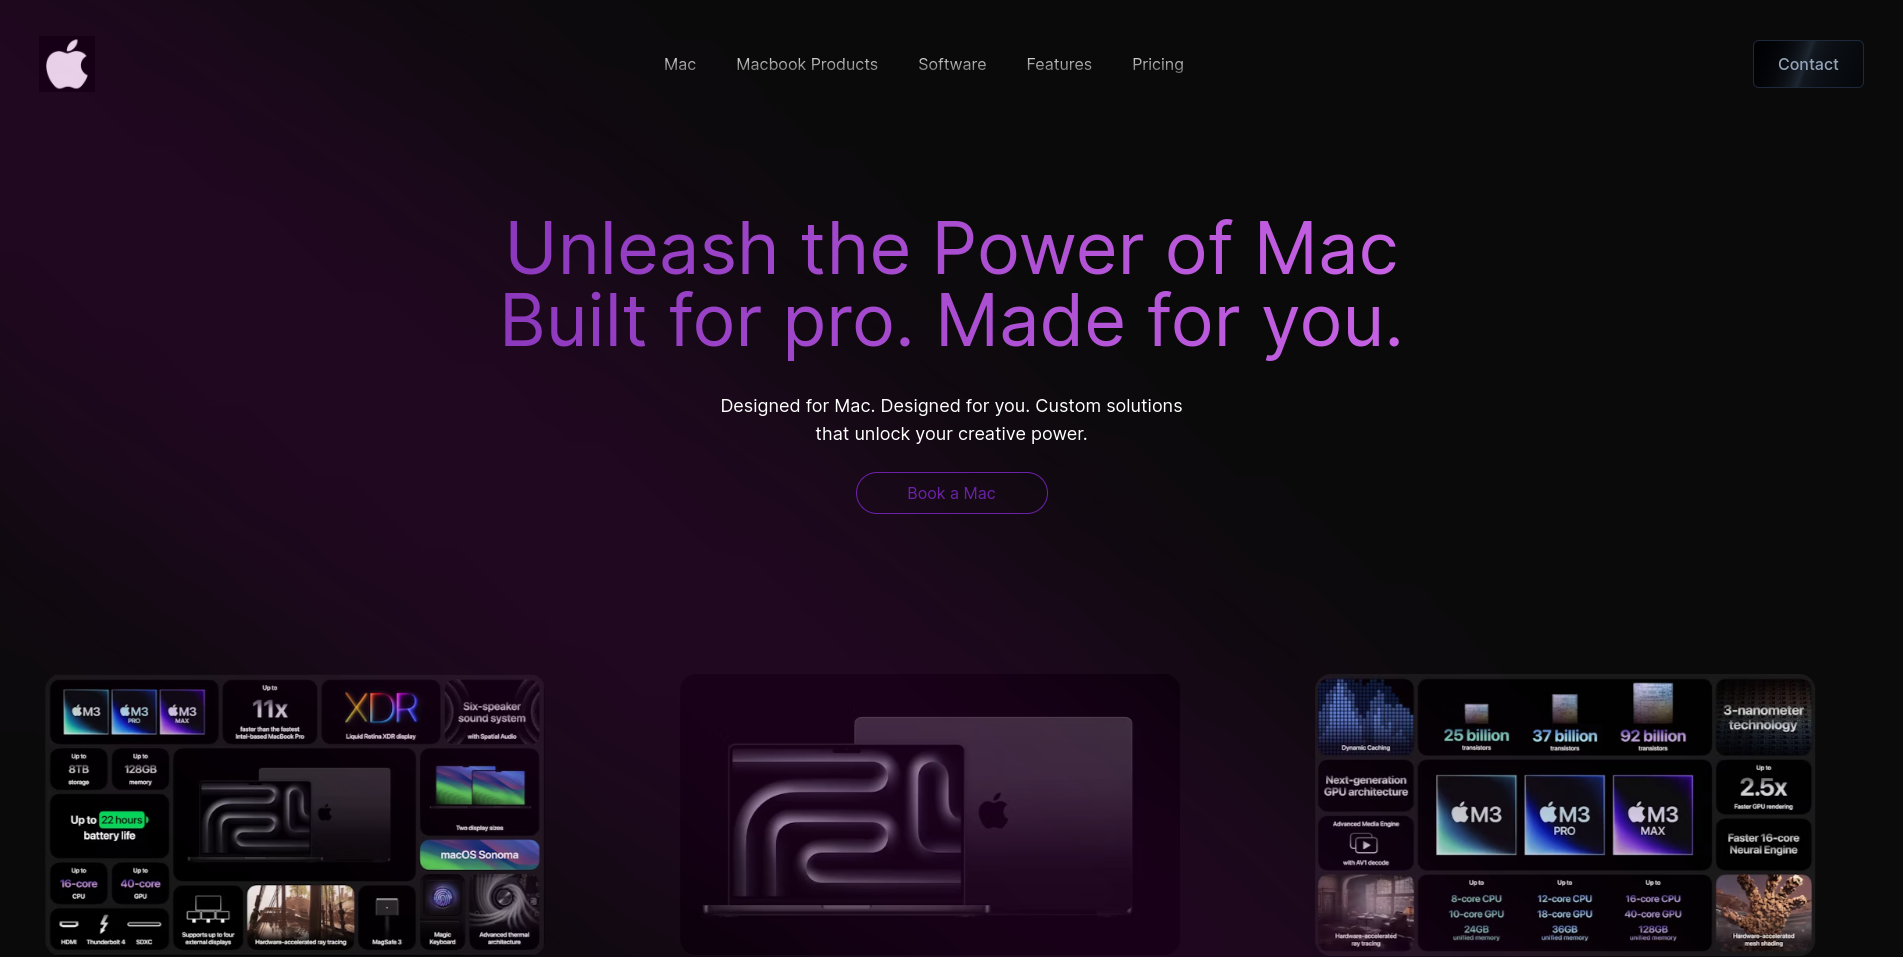 Mac
Macbook Products
Software
Features
Pricing
Contact
Unleash the Power of Mac
Built for pro. Made for you.
Designed for Mac. Designed for you. Custom solutions
that unlock your creative power.
Book a Mac
M3
M3
PRO
M3
MAX
Up to
11x
faster than the fastest
Intel-based MacBook Pro
XDR
Liquid Retina XDR display
Six-speaker
sound system
with Spatial Audio
Up to
8TB
storage
Up to
128GB
memory
Up to 22 hours
battery life
Two display sizes
macOS Sonoma
Up to
16-core
CPU
Up to
40-core
GPU
HDMI
Thunderbolt 4
SDXC
Supports up to four
external displays
Hardware-accelerated ray tracing
MagSafe 3
Magic
Keyboard
Advanced thermal
architecture
Dynamic Caching
25 billion
transistors
37 billion
transistors
92 billion
transistors
3-nanometer
technology
Next-generation
GPU architecture
M3
M3
PRO
M3
MAX
Up to
2.5x
Faster GPU rendering
Advanced Media Engine
with AV1 decode
Faster 16-core
Neural Engine
Hardware-accelerated
ray tracing
Up to
8-core CPU
10-core GPU
24GB
unified memory
Up to
12-core CPU
18-core GPU
36GB
unified memory
Up to
16-core CPU
40-core GPU
128GB
unified memory
Hardware-accelerated
mesh shading